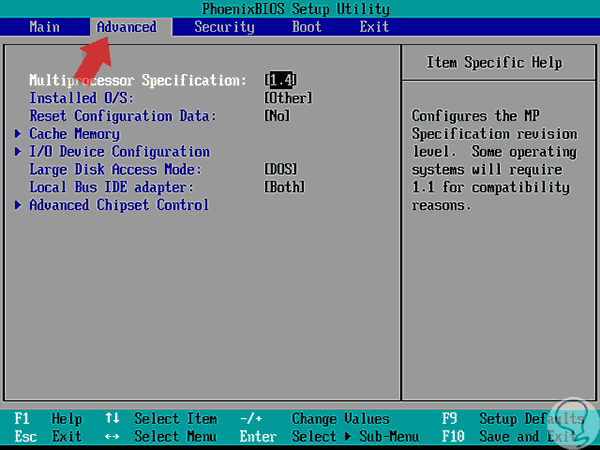 PhoenixBIOS Setup Utility
Main Advanced Security Boot Exit
Multiprocessor Specification: [1.4]
Installed O/S: [Other]
Reset Configuration Data: [No]
Cache Memory
I/O Device Configuration
Large Disk Access Mode: [DOS]
Local Bus IDE adapter: [Both]
Advanced Chipset Control
Item Specific Help
Configures the MP
Specification revision
level. Some operating
systems will require
1.1 for compatibility
reasons.
F1 Help ↑↓ Select Item -/+ Change Values F9 Setup Defaults
Esc Exit ↔ Select Menu Enter Select ▶ Sub-Menu F10 Save and Exit